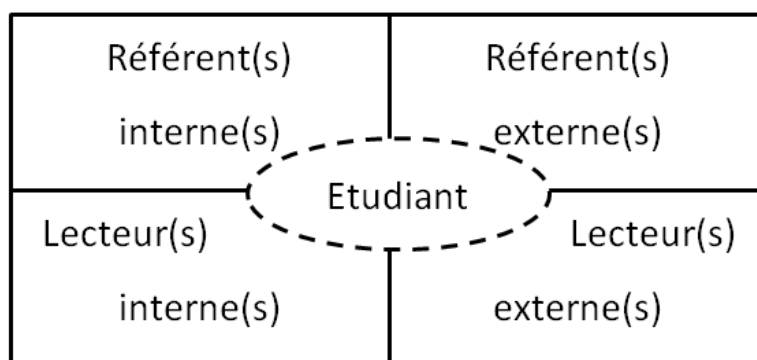 Référent(s)
interne(s)
Référent(s)
externe(s)
Etudiant
Lecteur(s)
interne(s)
Lecteur(s)
externe(s)